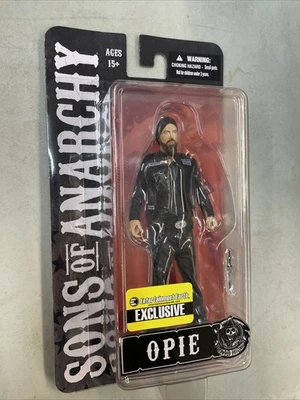 SONS OF ANARCHY
AGES
15+
WARNING:
CHOKING HAZARD - Small parts.
Not for children under 3 years.
Entertainment Earth
EXCLUSIVE
OPIE